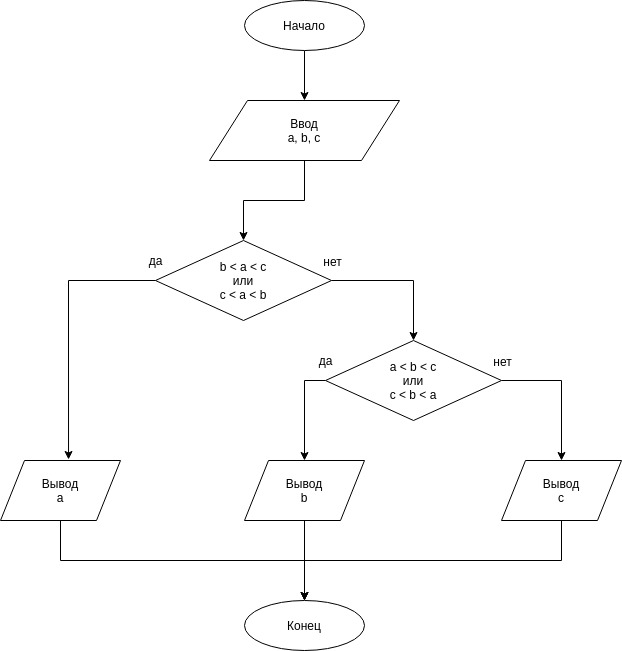 Начало
Ввод
a, b, c
да
b < a < c
или
c < a < b
нет
да
a < b < c
или
c < b < a
нет
Вывод
a
Вывод
b
Вывод
c
Конец